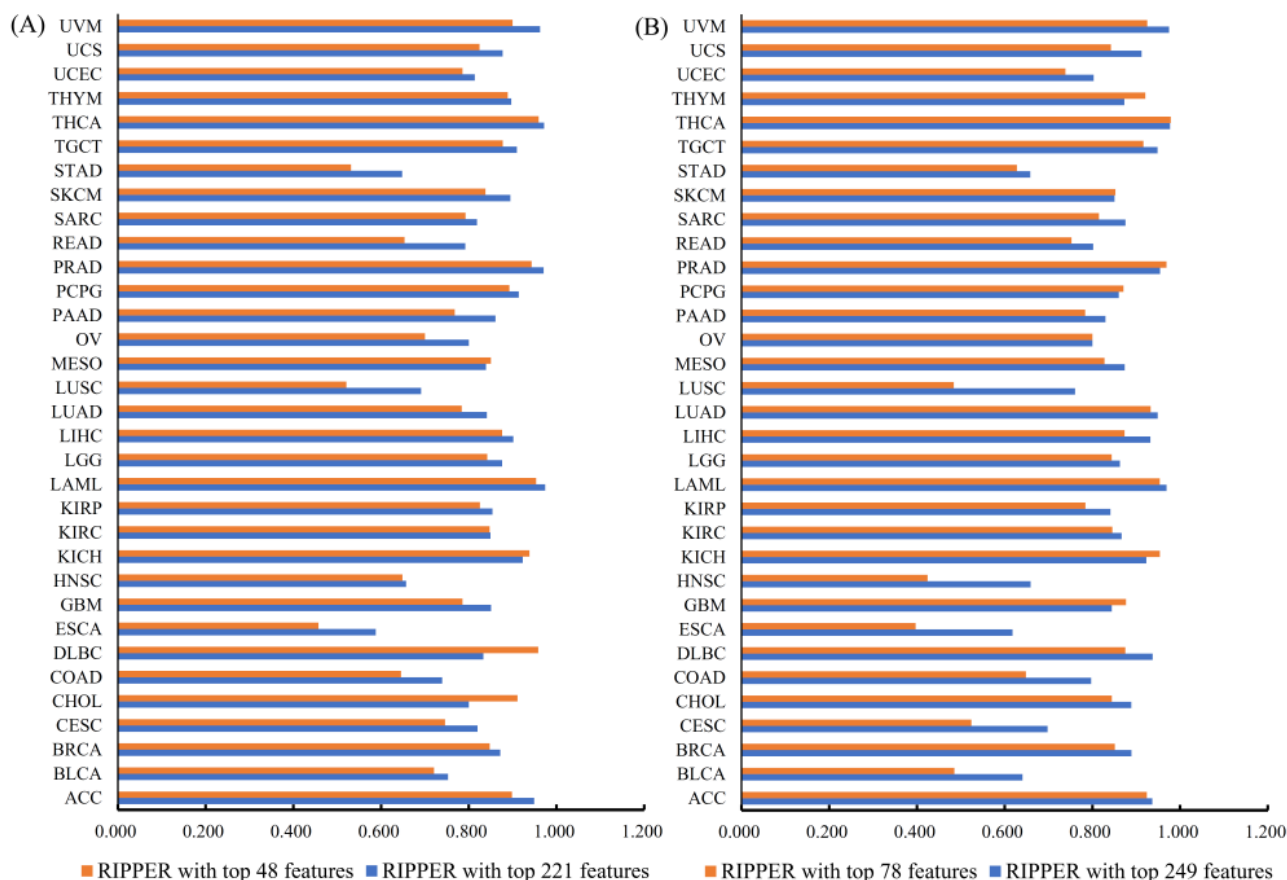 (A)
UVM
UCS
UCEC
THYM
THCA
TGCT
STAD
SKCM
SARC
READ
PRAD
PCPG
PAAD
OV
MESO
LUSC
LUAD
LIHC
LGG
LAML
KIRP
KIRC
KICH
HNSC
GBM
ESCA
DLBC
COAD
CHOL
CESC
BRCA
BLCA
ACC
0.000 0.200 0.400 0.600 0.800 1.000 1.200
RIPPER with top 48 features RIPPER with top 221 features
(B)
UVM
UCS
UCEC
THYM
THCA
TGCT
STAD
SKCM
SARC
READ
PRAD
PCPG
PAAD
OV
MESO
LUSC
LUAD
LIHC
LGG
LAML
KIRP
KIRC
KICH
HNSC
GBM
ESCA
DLBC
COAD
CHOL
CESC
BRCA
BLCA
ACC
0.000 0.200 0.400 0.600 0.800 1.000 1.200
RIPPER with top 78 features RIPPER with top 249 features